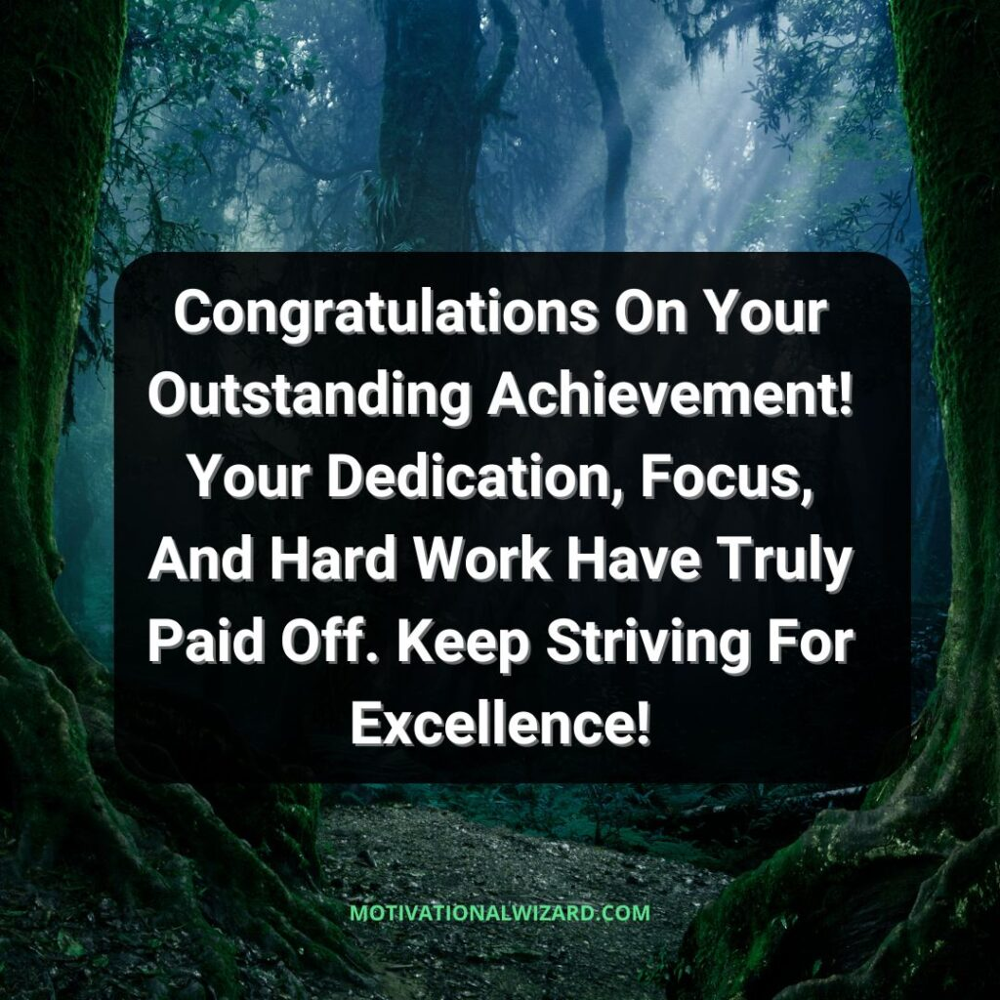 Congratulations On Your
Outstanding Achievement!
Your Dedication, Focus,
And Hard Work Have Truly
Paid Off. Keep Striving For
Excellence!
MOTIVATIONALWIZARD.COM